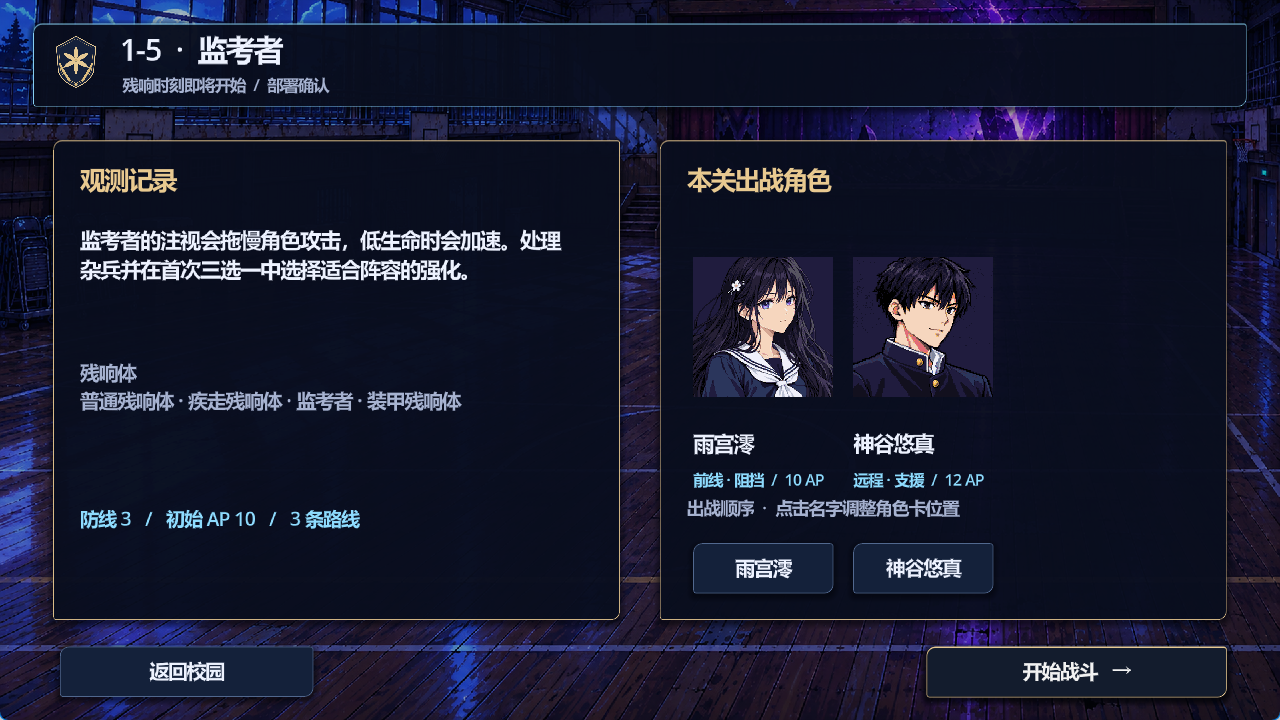 1-5 · 监考者
残响时刻即将开始 / 部署确认
观测记录
监考者的注视会拖慢角色攻击，低生命时会加速。处理
杂兵并在首次三选一中选择适合阵容的强化。
残响体
普通残响体 · 疾走残响体 · 监考者 · 装甲残响体
防线 3 / 初始 AP 10 / 3 条路线
本关出战角色
雨宫澪 神谷悠真
前线 · 阻挡 / 10 AP 远程 · 支援 / 12 AP
出战顺序 · 点击名字调整角色卡位置
雨宫澪 神谷悠真
返回校园
开始战斗 →